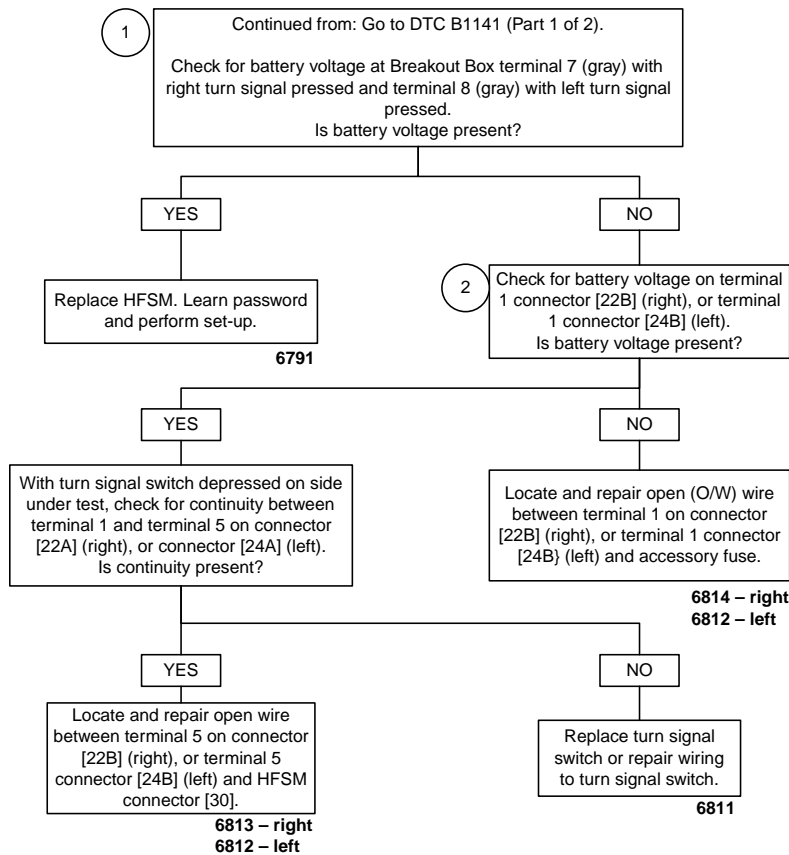 1
Continued from: Go to DTC B1141 (Part 1 of 2).
Check for battery voltage at Breakout Box terminal 7 (gray) with
right turn signal pressed and terminal 8 (gray) with left turn signal
pressed.
Is battery voltage present?
YES
NO
Replace HFSM. Learn password
and perform set-up.
6791
2
Check for battery voltage on terminal
1 connector [22B] (right), or terminal
1 connector [24B] (left).
Is battery voltage present?
YES
NO
With turn signal switch depressed on side
under test, check for continuity between
terminal 1 and terminal 5 on connector
[22A] (right), or connector [24A] (left).
Is continuity present?
Locate and repair open (O/W) wire
between terminal 1 on connector
[22B] (right), or terminal 1 connector
[24B} (left) and accessory fuse.
6814 – right
6812 – left
YES
NO
Locate and repair open wire
between terminal 5 on connector
[22B] (right), or terminal 5
connector [24B] (left) and HFSM
connector [30].
6813 – right
6812 – left
Replace turn signal
switch or repair wiring
to turn signal switch.
6811